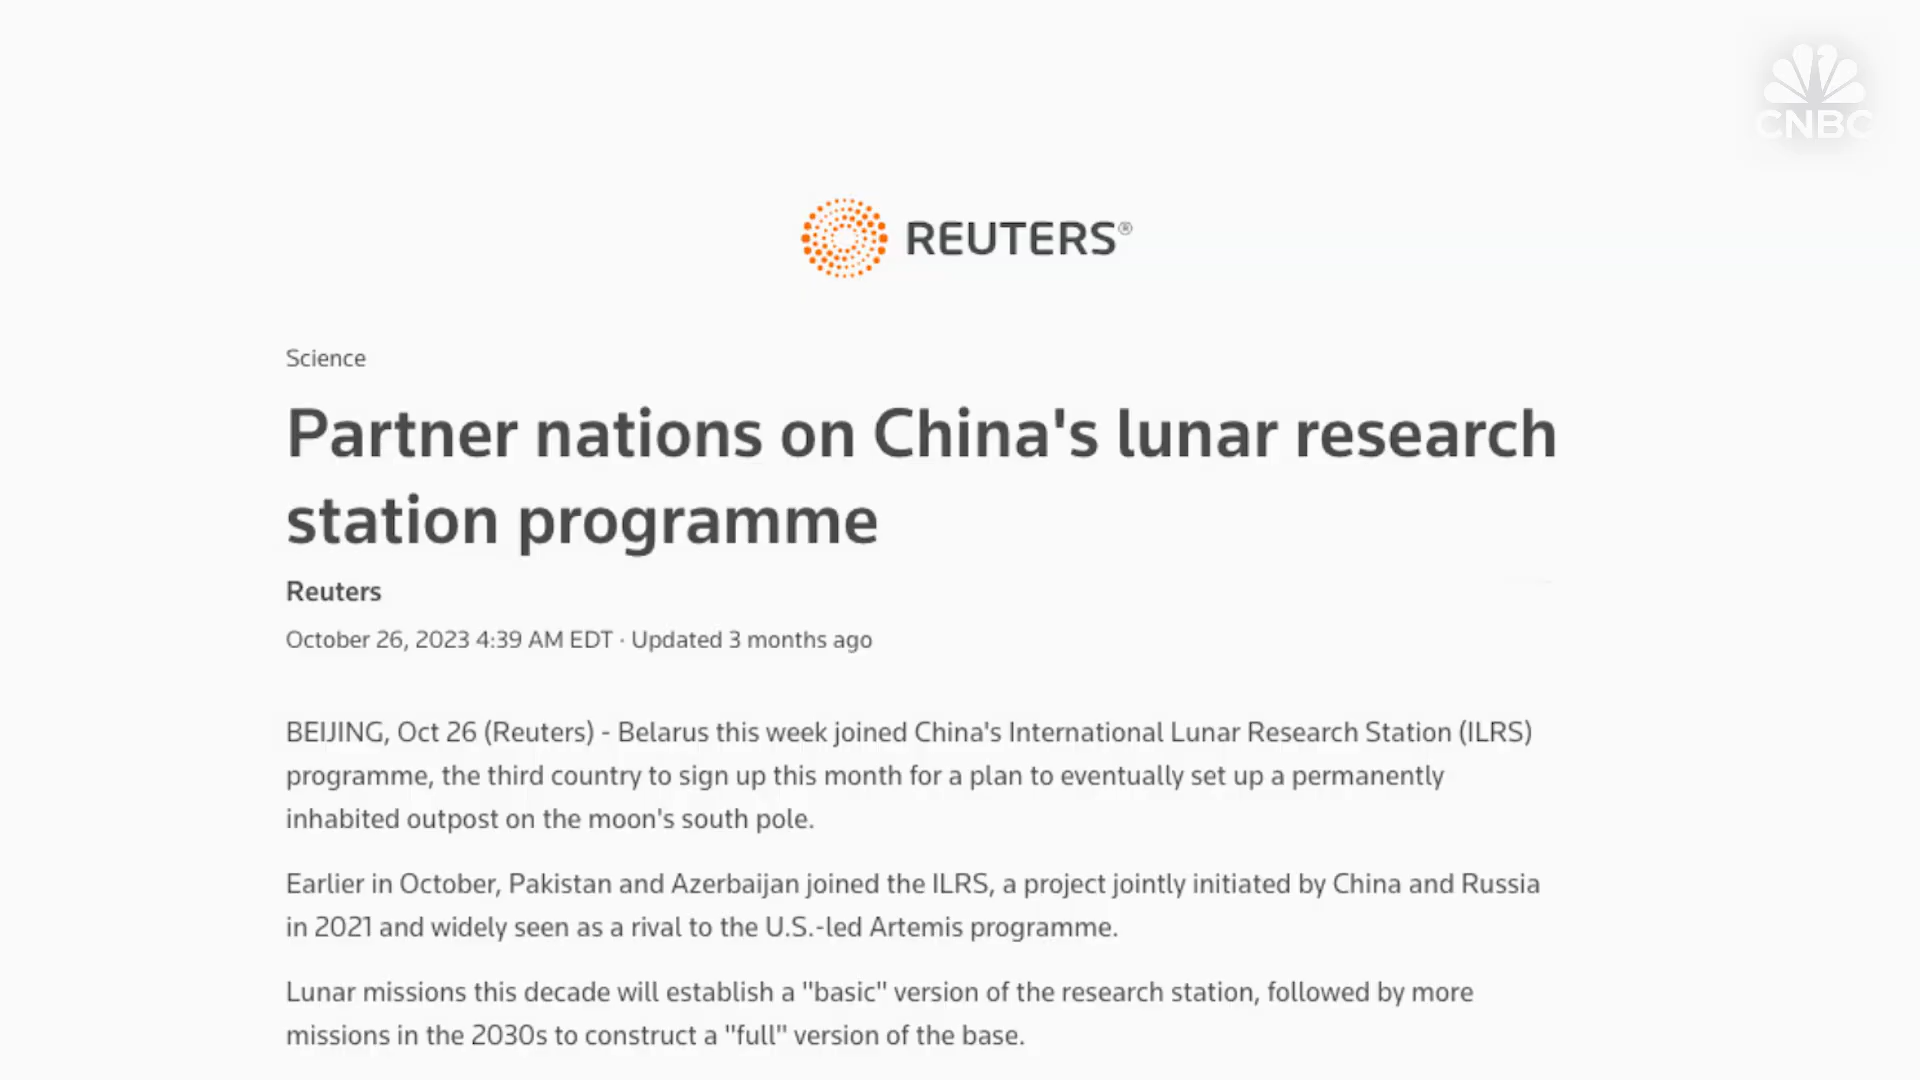 CNBC
REUTERS®
Science
Partner nations on China's lunar research
station programme
Reuters
October 26, 2023 4:39 AM EDT · Updated 3 months ago
BEIJING, Oct 26 (Reuters) - Belarus this week joined China's International Lunar Research Station (ILRS)
programme, the third country to sign up this month for a plan to eventually set up a permanently
inhabited outpost on the moon's south pole.
Earlier in October, Pakistan and Azerbaijan joined the ILRS, a project jointly initiated by China and Russia
in 2021 and widely seen as a rival to the U.S.-led Artemis programme.
Lunar missions this decade will establish a "basic" version of the research station, followed by more
missions in the 2030s to construct a "full" version of the base.